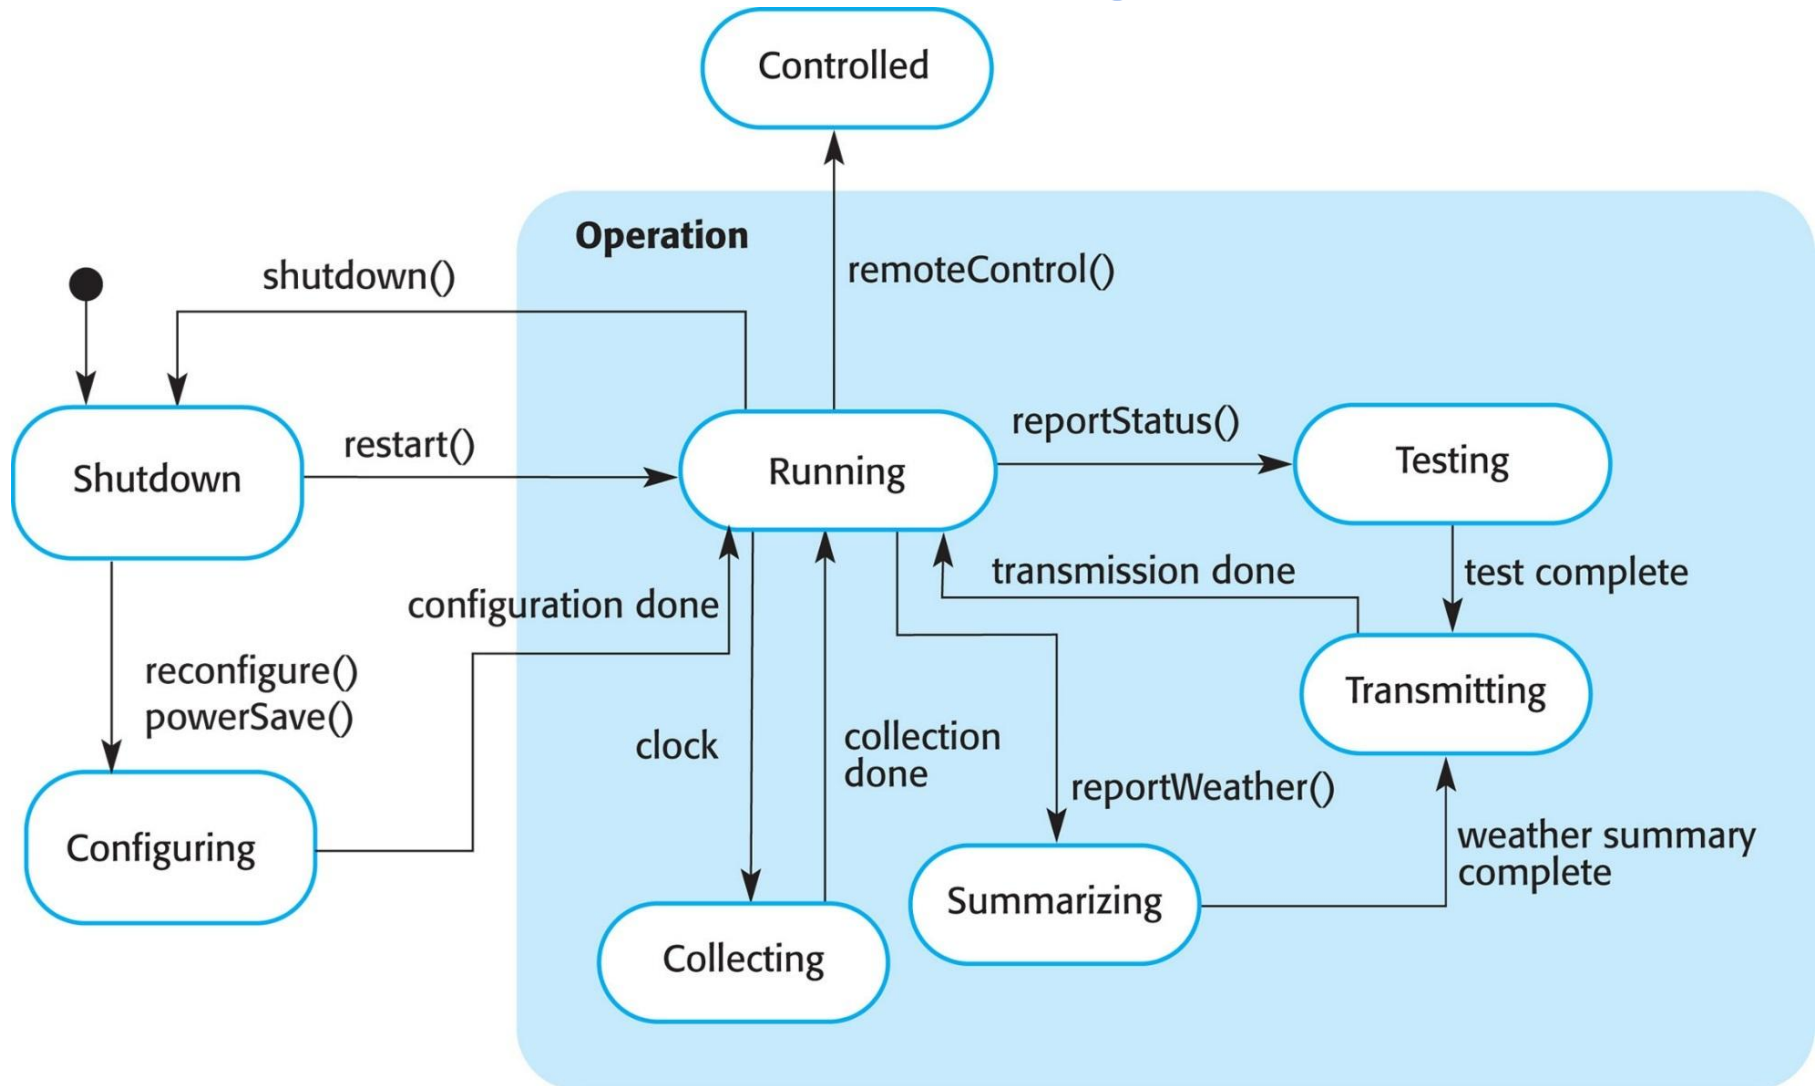 Controlled
Operation
remoteControl()
shutdown()
restart()
reportStatus()
Shutdown
Running
Testing
transmission done
test complete
configuration done
reconfigure()
powerSave()
Transmitting
clock
collection
done
reportWeather()
Configuring
weather summary
complete
Summarizing
Collecting